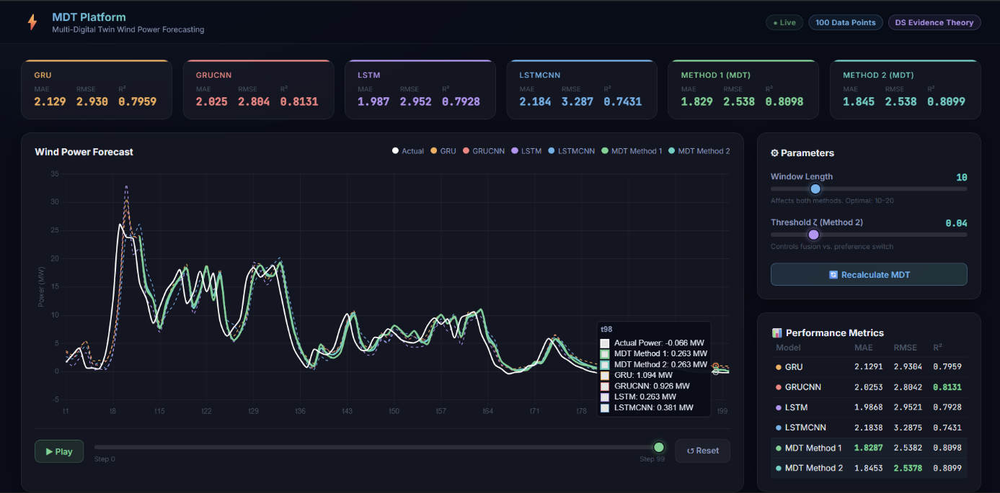 MDT Platform
Multi-Digital Twin Wind Power Forecasting
Live
100 Data Points
DS Evidence Theory
GRU
MAE RMSE R²
2.129 2.930 0.7959
GRUCNN
MAE RMSE R²
2.025 2.804 0.8131
LSTM
MAE RMSE R²
1.987 2.952 0.7928
LSTMCNN
MAE RMSE R²
2.184 3.287 0.7431
METHOD 1 (MDT)
MAE RMSE R²
1.829 2.538 0.8098
METHOD 2 (MDT)
MAE RMSE R²
1.845 2.538 0.8099
Wind Power Forecast
Actual GRU GRUCNN LSTM LSTMCNN MDT Method 1 MDT Method 2
Power (MW)
35
30
25
20
15
10
5
0
-5
t1 t8 t15 t22 t29 t36 t43 t50 t57 t64 t71 t78 t99
t98
Actual Power: -0.066 MW
MDT Method 1: 0.263 MW
MDT Method 2: 0.263 MW
GRU: 1.094 MW
GRUCNN: 0.926 MW
LSTM: 0.263 MW
LSTMCNN: 0.381 MW
Play
Step 0
Step 99
Reset
Parameters
Window Length 10
Affects both methods. Optimal: 10–20
Threshold ζ (Method 2) 0.04
Controls fusion vs. preference switch
Recalculate MDT
Performance Metrics
Model MAE RMSE R²
GRU 2.1291 2.9304 0.7959
GRUCNN 2.0253 2.8042 0.8131
LSTM 1.9868 2.9521 0.7928
LSTMCNN 2.1838 3.2875 0.7431
MDT Method 1 1.8287 2.5382 0.8098
MDT Method 2 1.8453 2.5378 0.8099